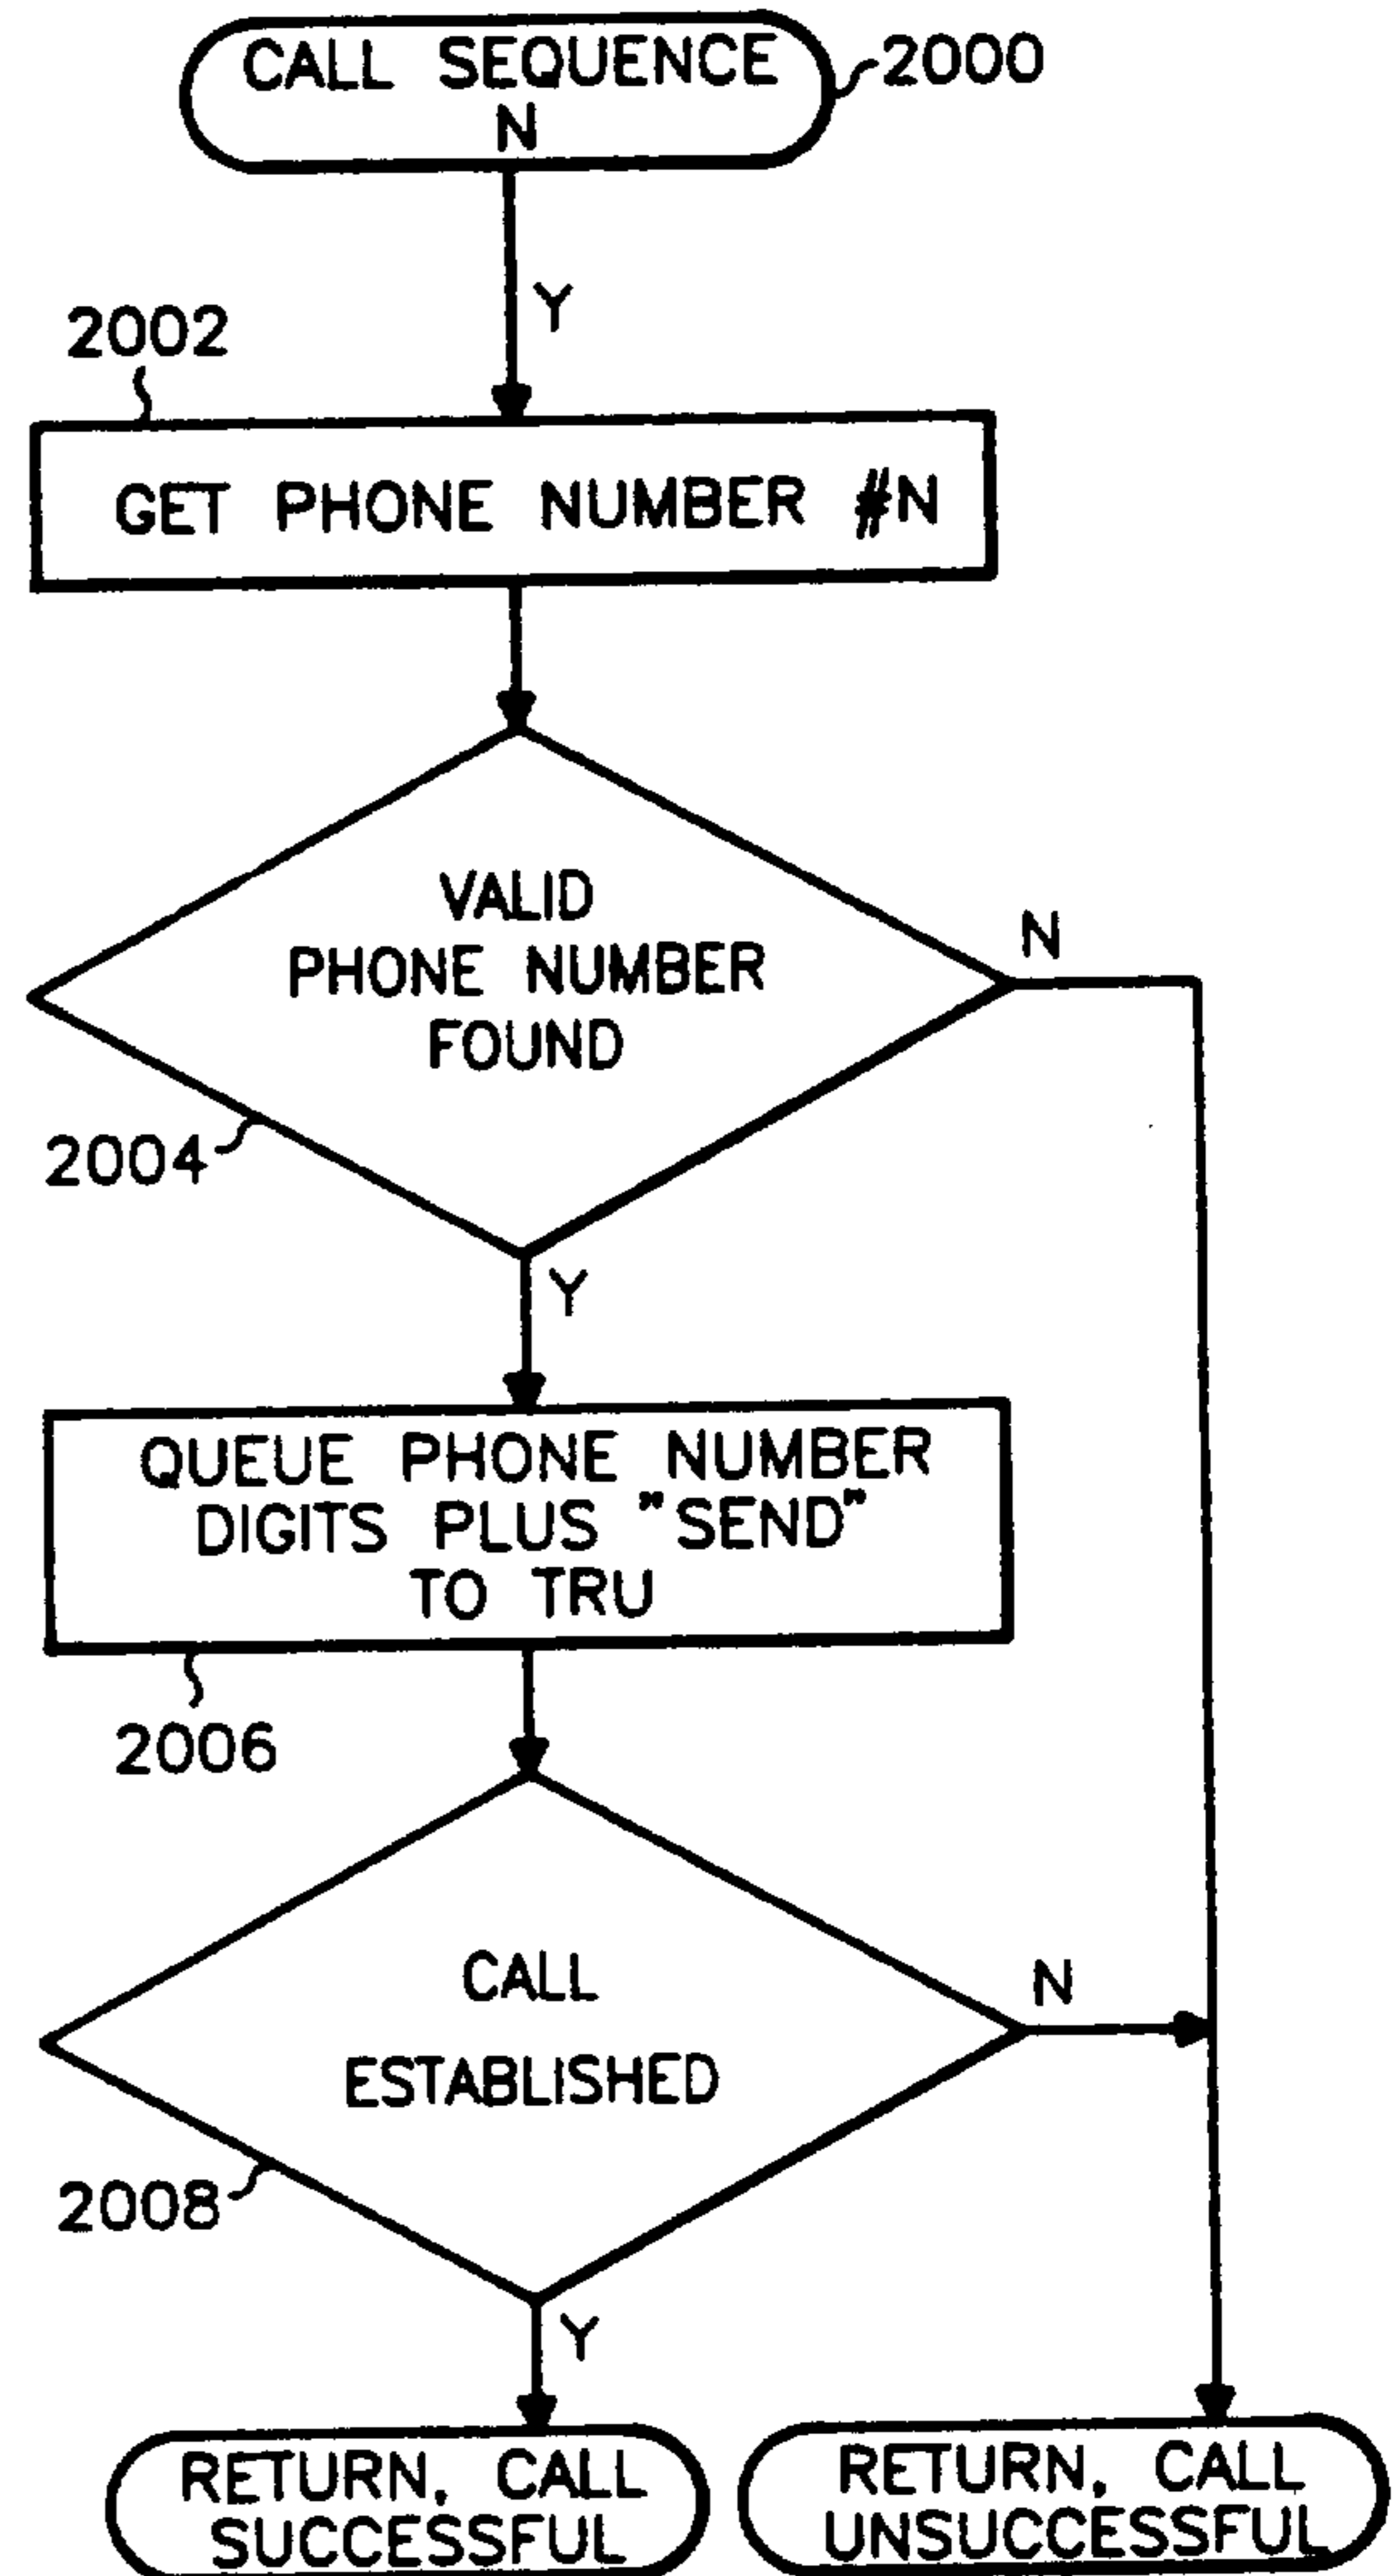 CALL SEQUENCE
N
2000
Y
2002
GET PHONE NUMBER #N
VALID
PHONE NUMBER
FOUND
N
2004
Y
QUEUE PHONE NUMBER
DIGITS PLUS "SEND"
TO TRU
2006
CALL
ESTABLISHED
N
2008
Y
RETURN, CALL
SUCCESSFUL
RETURN, CALL
UNSUCCESSFUL